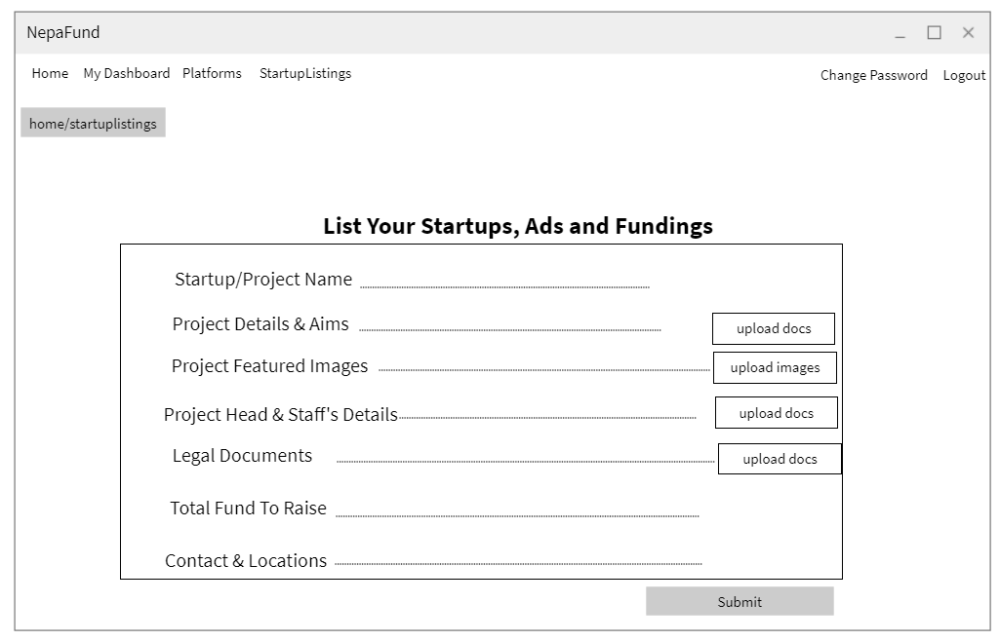 NepaFund
Home My Dashboard Platforms StartupListings Change Password Logout
home/startuplistings
List Your Startups, Ads and Fundings
Startup/Project Name
Project Details & Aims upload docs
Project Featured Images upload images
Project Head & Staff's Details upload docs
Legal Documents upload docs
Total Fund To Raise
Contact & Locations
Submit